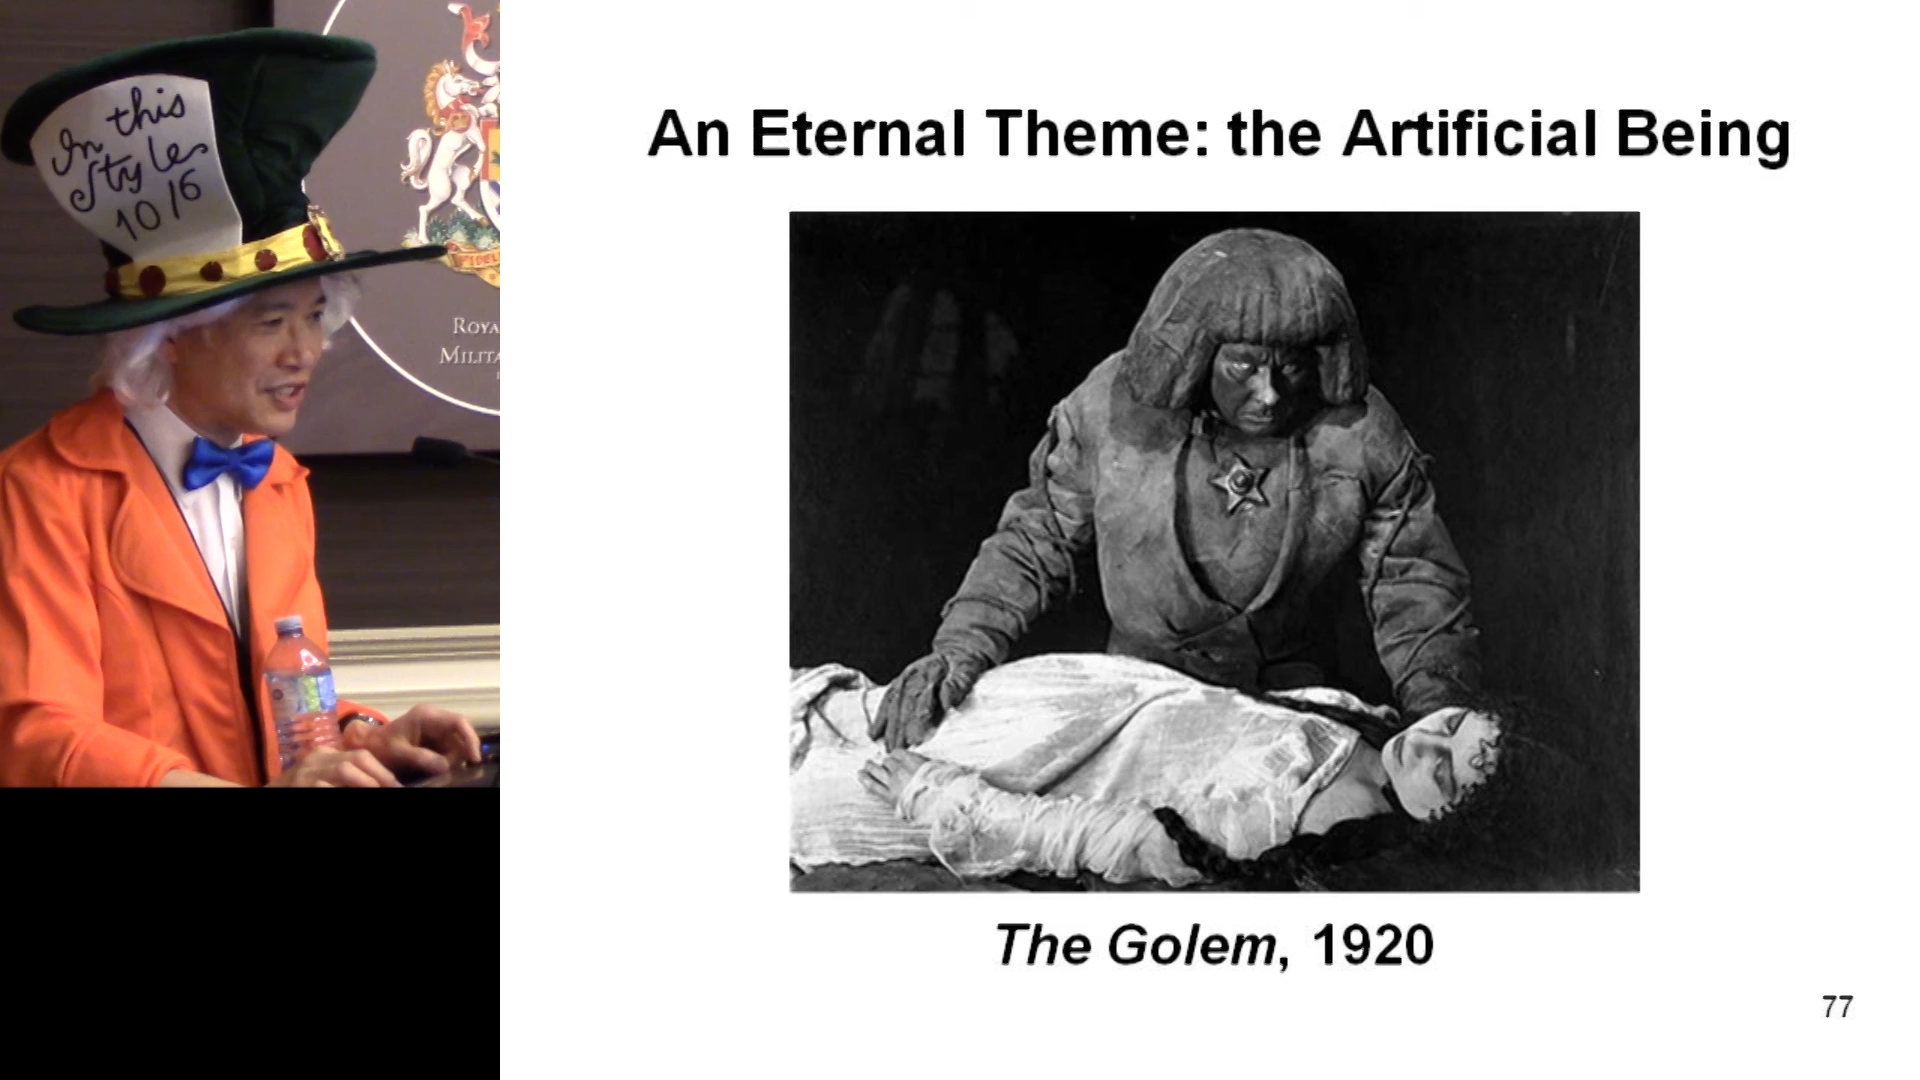 In this
style
10/6
An Eternal Theme: the Artificial Being
The Golem, 1920
77